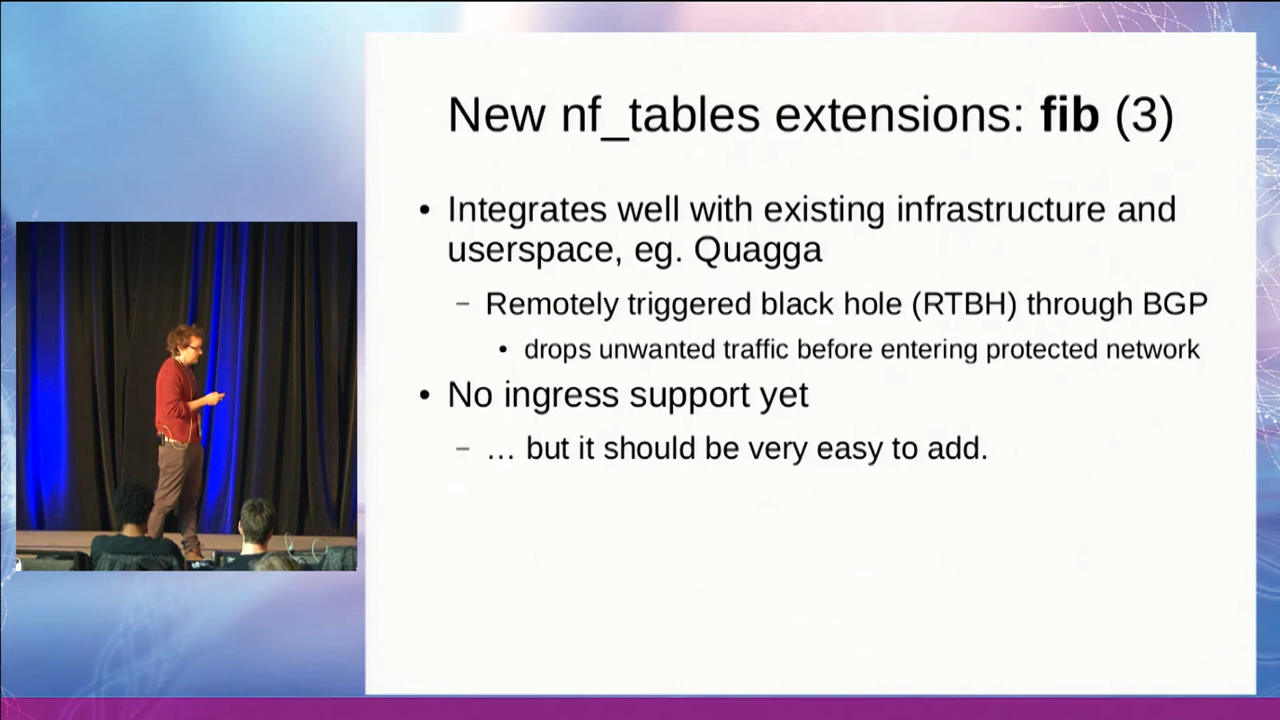 New nf_tables extensions: fib (3)
• Integrates well with existing infrastructure and
userspace, eg. Quagga
– Remotely triggered black hole (RTBH) through BGP
• drops unwanted traffic before entering protected network
• No ingress support yet
– … but it should be very easy to add.